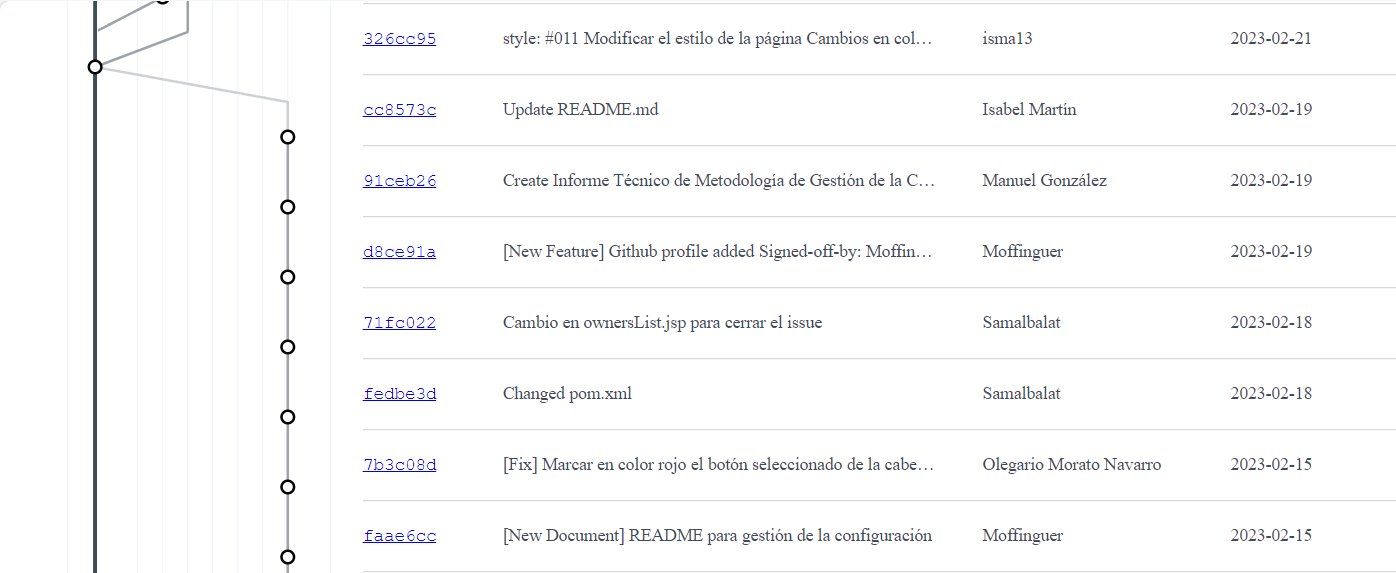 326cc95 style: #011 Modificar el estilo de la página Cambios en col… isma13 2023-02-21
cc8573c Update README.md Isabel Martín 2023-02-19
91ceb26 Create Informe Técnico de Metodología de Gestión de la C… Manuel González 2023-02-19
d8ce91a [New Feature] Github profile added Signed-off-by: Moffin… Moffinguer 2023-02-19
71fc022 Cambio en ownersList.jsp para cerrar el issue Samalbalat 2023-02-18
fedbe3d Changed pom.xml Samalbalat 2023-02-18
7b3c08d [Fix] Marcar en color rojo el botón seleccionado de la cabe… Olegario Morato Navarro 2023-02-15
faae6cc [New Document] README para gestión de la configuración Moffinguer 2023-02-15